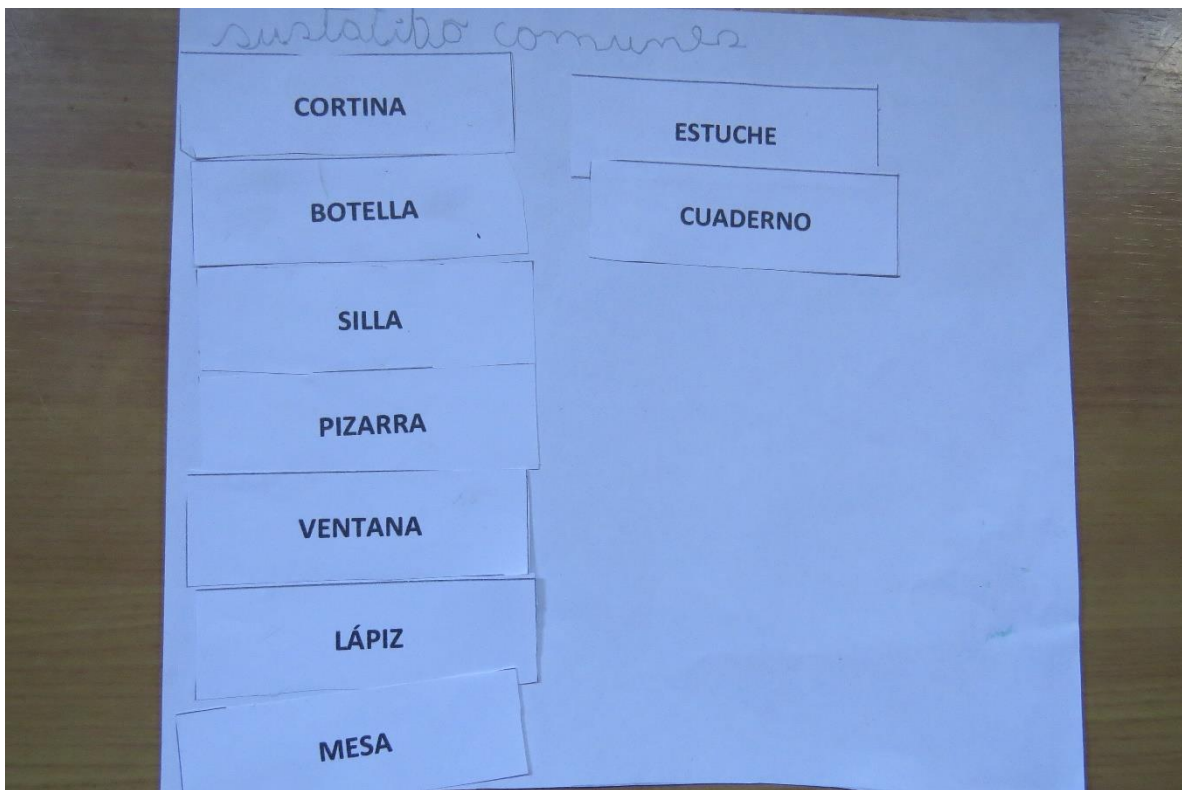 sustatibo comunes
CORTINA
BOTELLA
SILLA
PIZARRA
VENTANA
LÁPIZ
MESA
ESTUCHE
CUADERNO